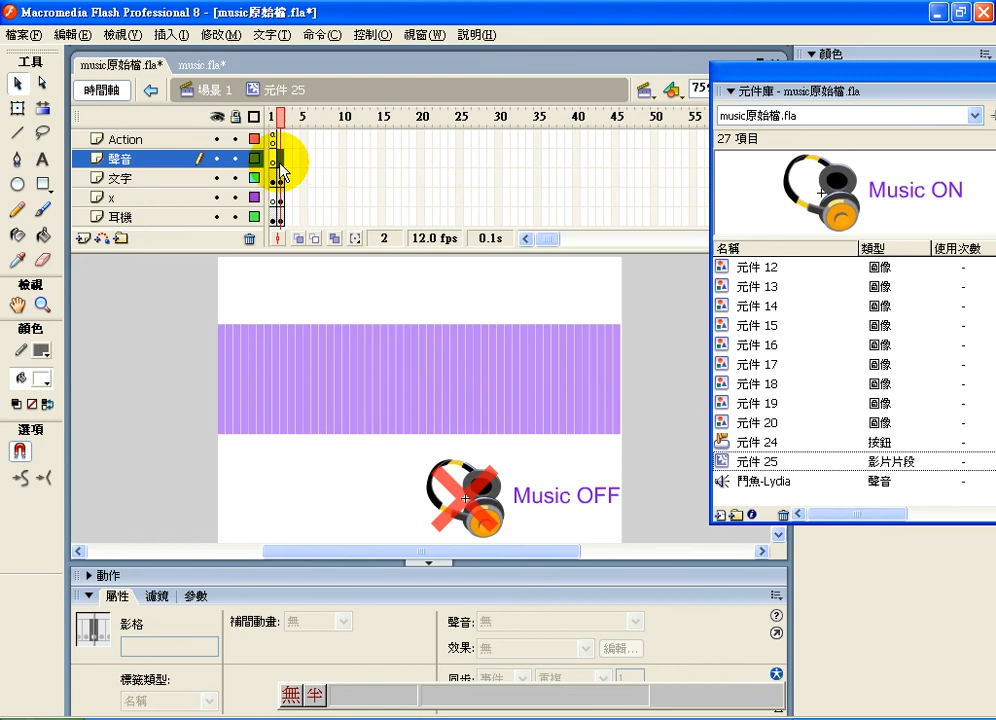 Macromedia Flash Professional 8 - [music原始檔.fla*]
檔案(F) 編輯(E) 檢視(V) 插入(I) 修改(M) 文字(T) 命令(C) 控制(O) 視窗(W) 說明(H)
工具
檢視
顏色
選項
music原始檔.fla* music.fla*
時間軸 場景 1 元件 25 75
1 5 10 15 20 25 30 35 40 45 50 55
Action
聲音
文字
x
耳機
2 12.0 fps 0.1s
Music OFF
動作
屬性 濾鏡 參數
影格
標籤類型:
名稱
補間動畫: 無
聲音: 無
效果: 無 編輯...
同步: 事件 重複 1
無 半
顏色
元件庫 - music原始檔.fla
music原始檔.fla
27 項目
Music ON
名稱 類型 使用次數
元件 12 圖像 -
元件 13 圖像 -
元件 14 圖像 -
元件 15 圖像 -
元件 16 圖像 -
元件 17 圖像 -
元件 18 圖像 -
元件 19 圖像 -
元件 20 圖像 -
元件 24 按鈕 -
元件 25 影片片段 -
鬥魚-Lydia 聲音 -